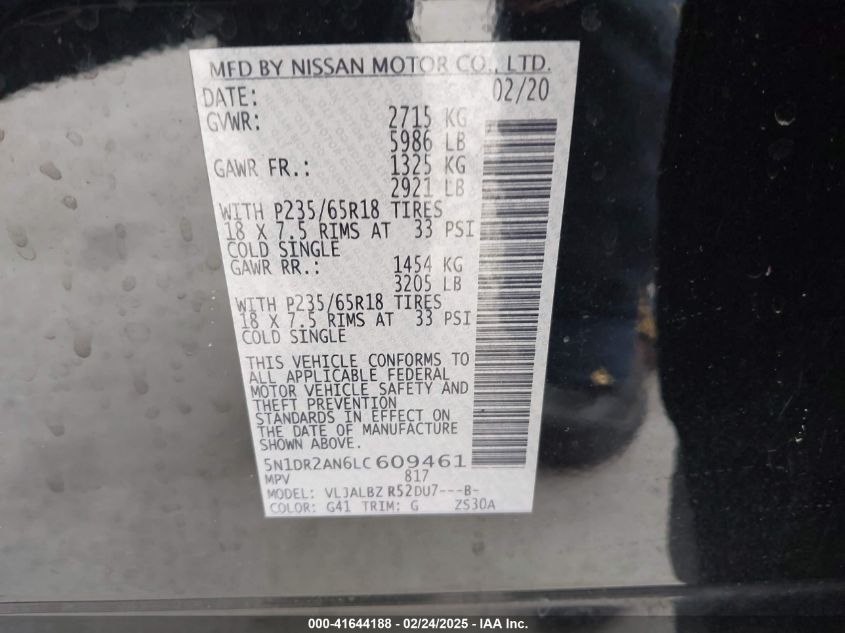 MFD BY NISSAN MOTOR CO., LTD.
DATE: 02/20
GVWR: 2715 KG
5986 LB
GAWR FR.: 1325 KG
2921 LB
WITH P235/65R18 TIRES
18 X 7.5 RIMS AT 33 PSI
COLD SINGLE
GAWR RR.: 1454 KG
3205 LB
WITH P235/65R18 TIRES
18 X 7.5 RIMS AT 33 PSI
COLD SINGLE
THIS VEHICLE CONFORMS TO
ALL APPLICABLE FEDERAL
MOTOR VEHICLE SAFETY AND
THEFT PREVENTION
STANDARDS IN EFFECT ON
THE DATE OF MANUFACTURE
SHOWN ABOVE.
5N1DR2AN6LC609461
MPV 817
MODEL: VLJALBZ R52DU7---B-
COLOR: G41 TRIM: G ZS30A
000-41644188 - 02/24/2025 - IAA Inc.